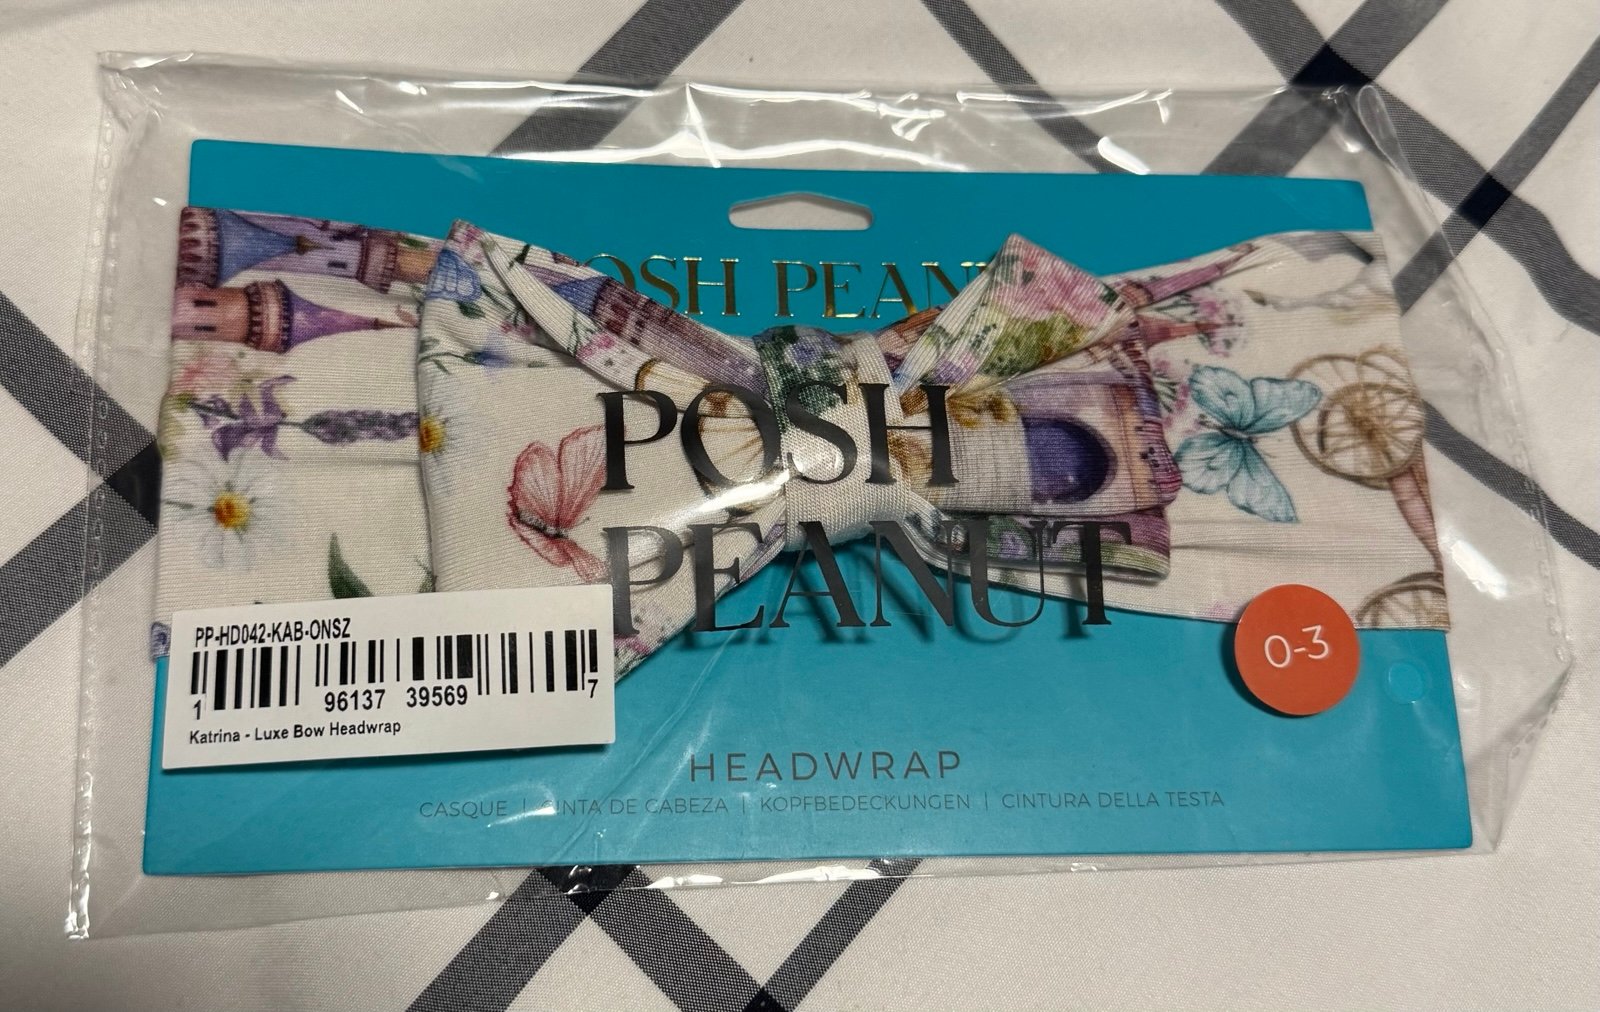 OSH PEAN
POSH
PEANUT
PP-HD042-KAB-ONSZ
1 96137 39569 7
Katrina - Luxe Bow Headwrap
0-3
HEADWRAP
CASQUE | CINTA DE CABEZA | KOPFBEDECKUNGEN | CINTURA DELLA TESTA